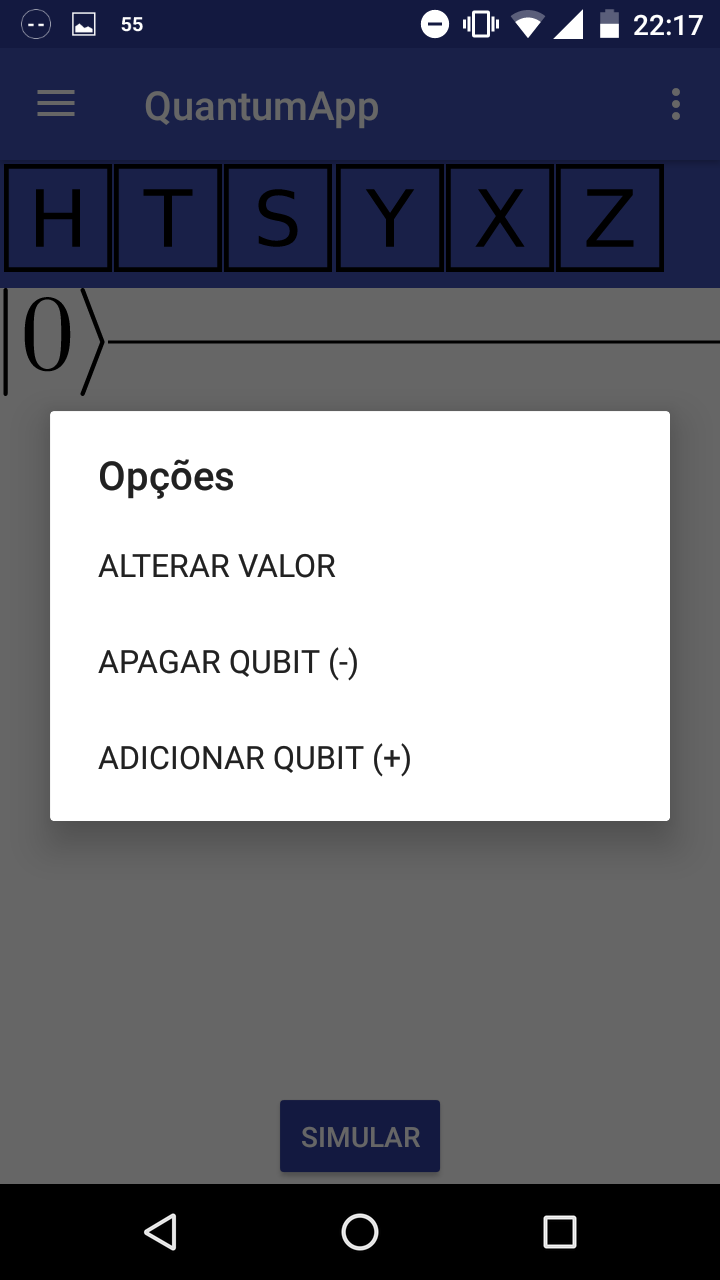 55 22:17
QuantumApp
H T S Y X Z
|0⟩
Opções
ALTERAR VALOR
APAGAR QUBIT (-)
ADICIONAR QUBIT (+)
SIMULAR